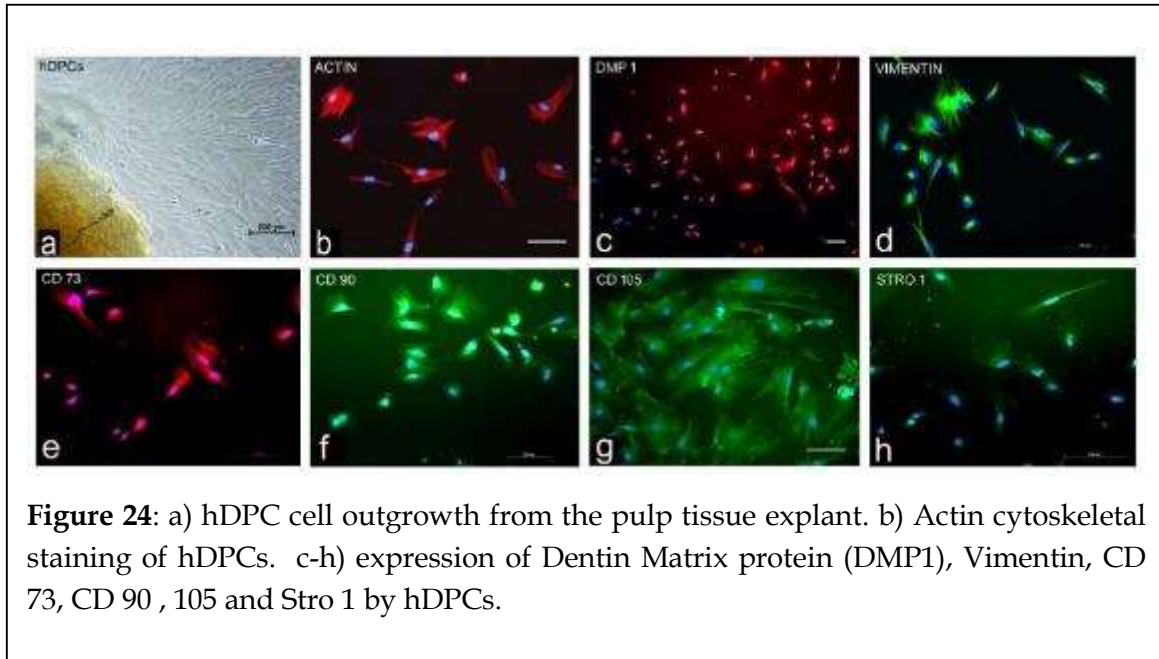 hDPCs ACTIN DMP 1 VIMENTIN
a b c d
CD 73 CD 90 CD 105 STRO 1
e f g h
Figure 24: a) hDPC cell outgrowth from the pulp tissue explant. b) Actin cytoskeletal
staining of hDPCs. c-h) expression of Dentin Matrix protein (DMP1), Vimentin, CD
73, CD 90 , 105 and Stro 1 by hDPCs.